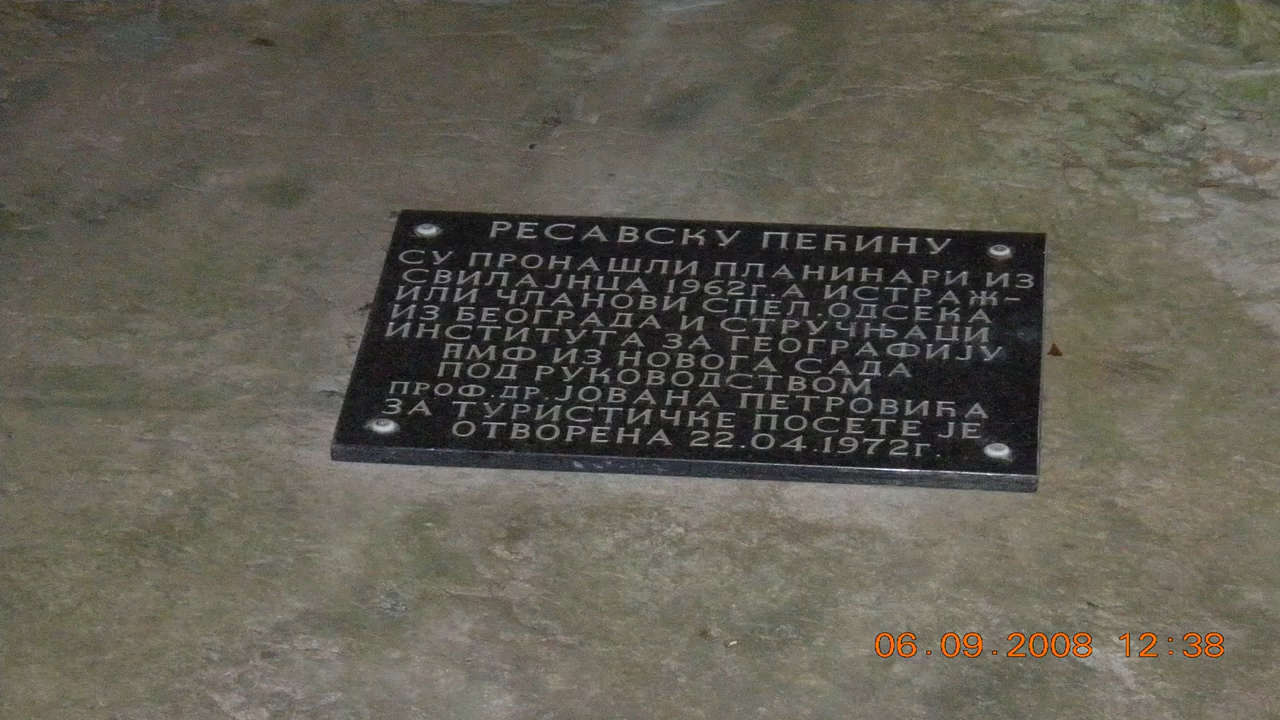 РЕСАВСКУ ПЕЋИНУ
СУ ПРОНАШЛИ ПЛАНИНАРИ ИЗ
СВИЛАЈНЦА 1962г. А ИСТРАЖ-
ИЛИ ЧЛАНОВИ СПЕЛ. ОДСЕКА
ИЗ БЕОГРАДА И СТРУЧЊАЦИ
ИНСТИТУТА ЗА ГЕОГРАФИЈУ
ПМФ ИЗ НОВОГА САДА
ПОД РУКОВОДСТВОМ
ПРОФ. ДР. ЈОВАНА ПЕТРОВИЋА
ЗА ТУРИСТИЧКЕ ПОСЕТЕ ЈЕ
ОТВОРЕНА 22.04.1972г.
06.09.2008 12:38